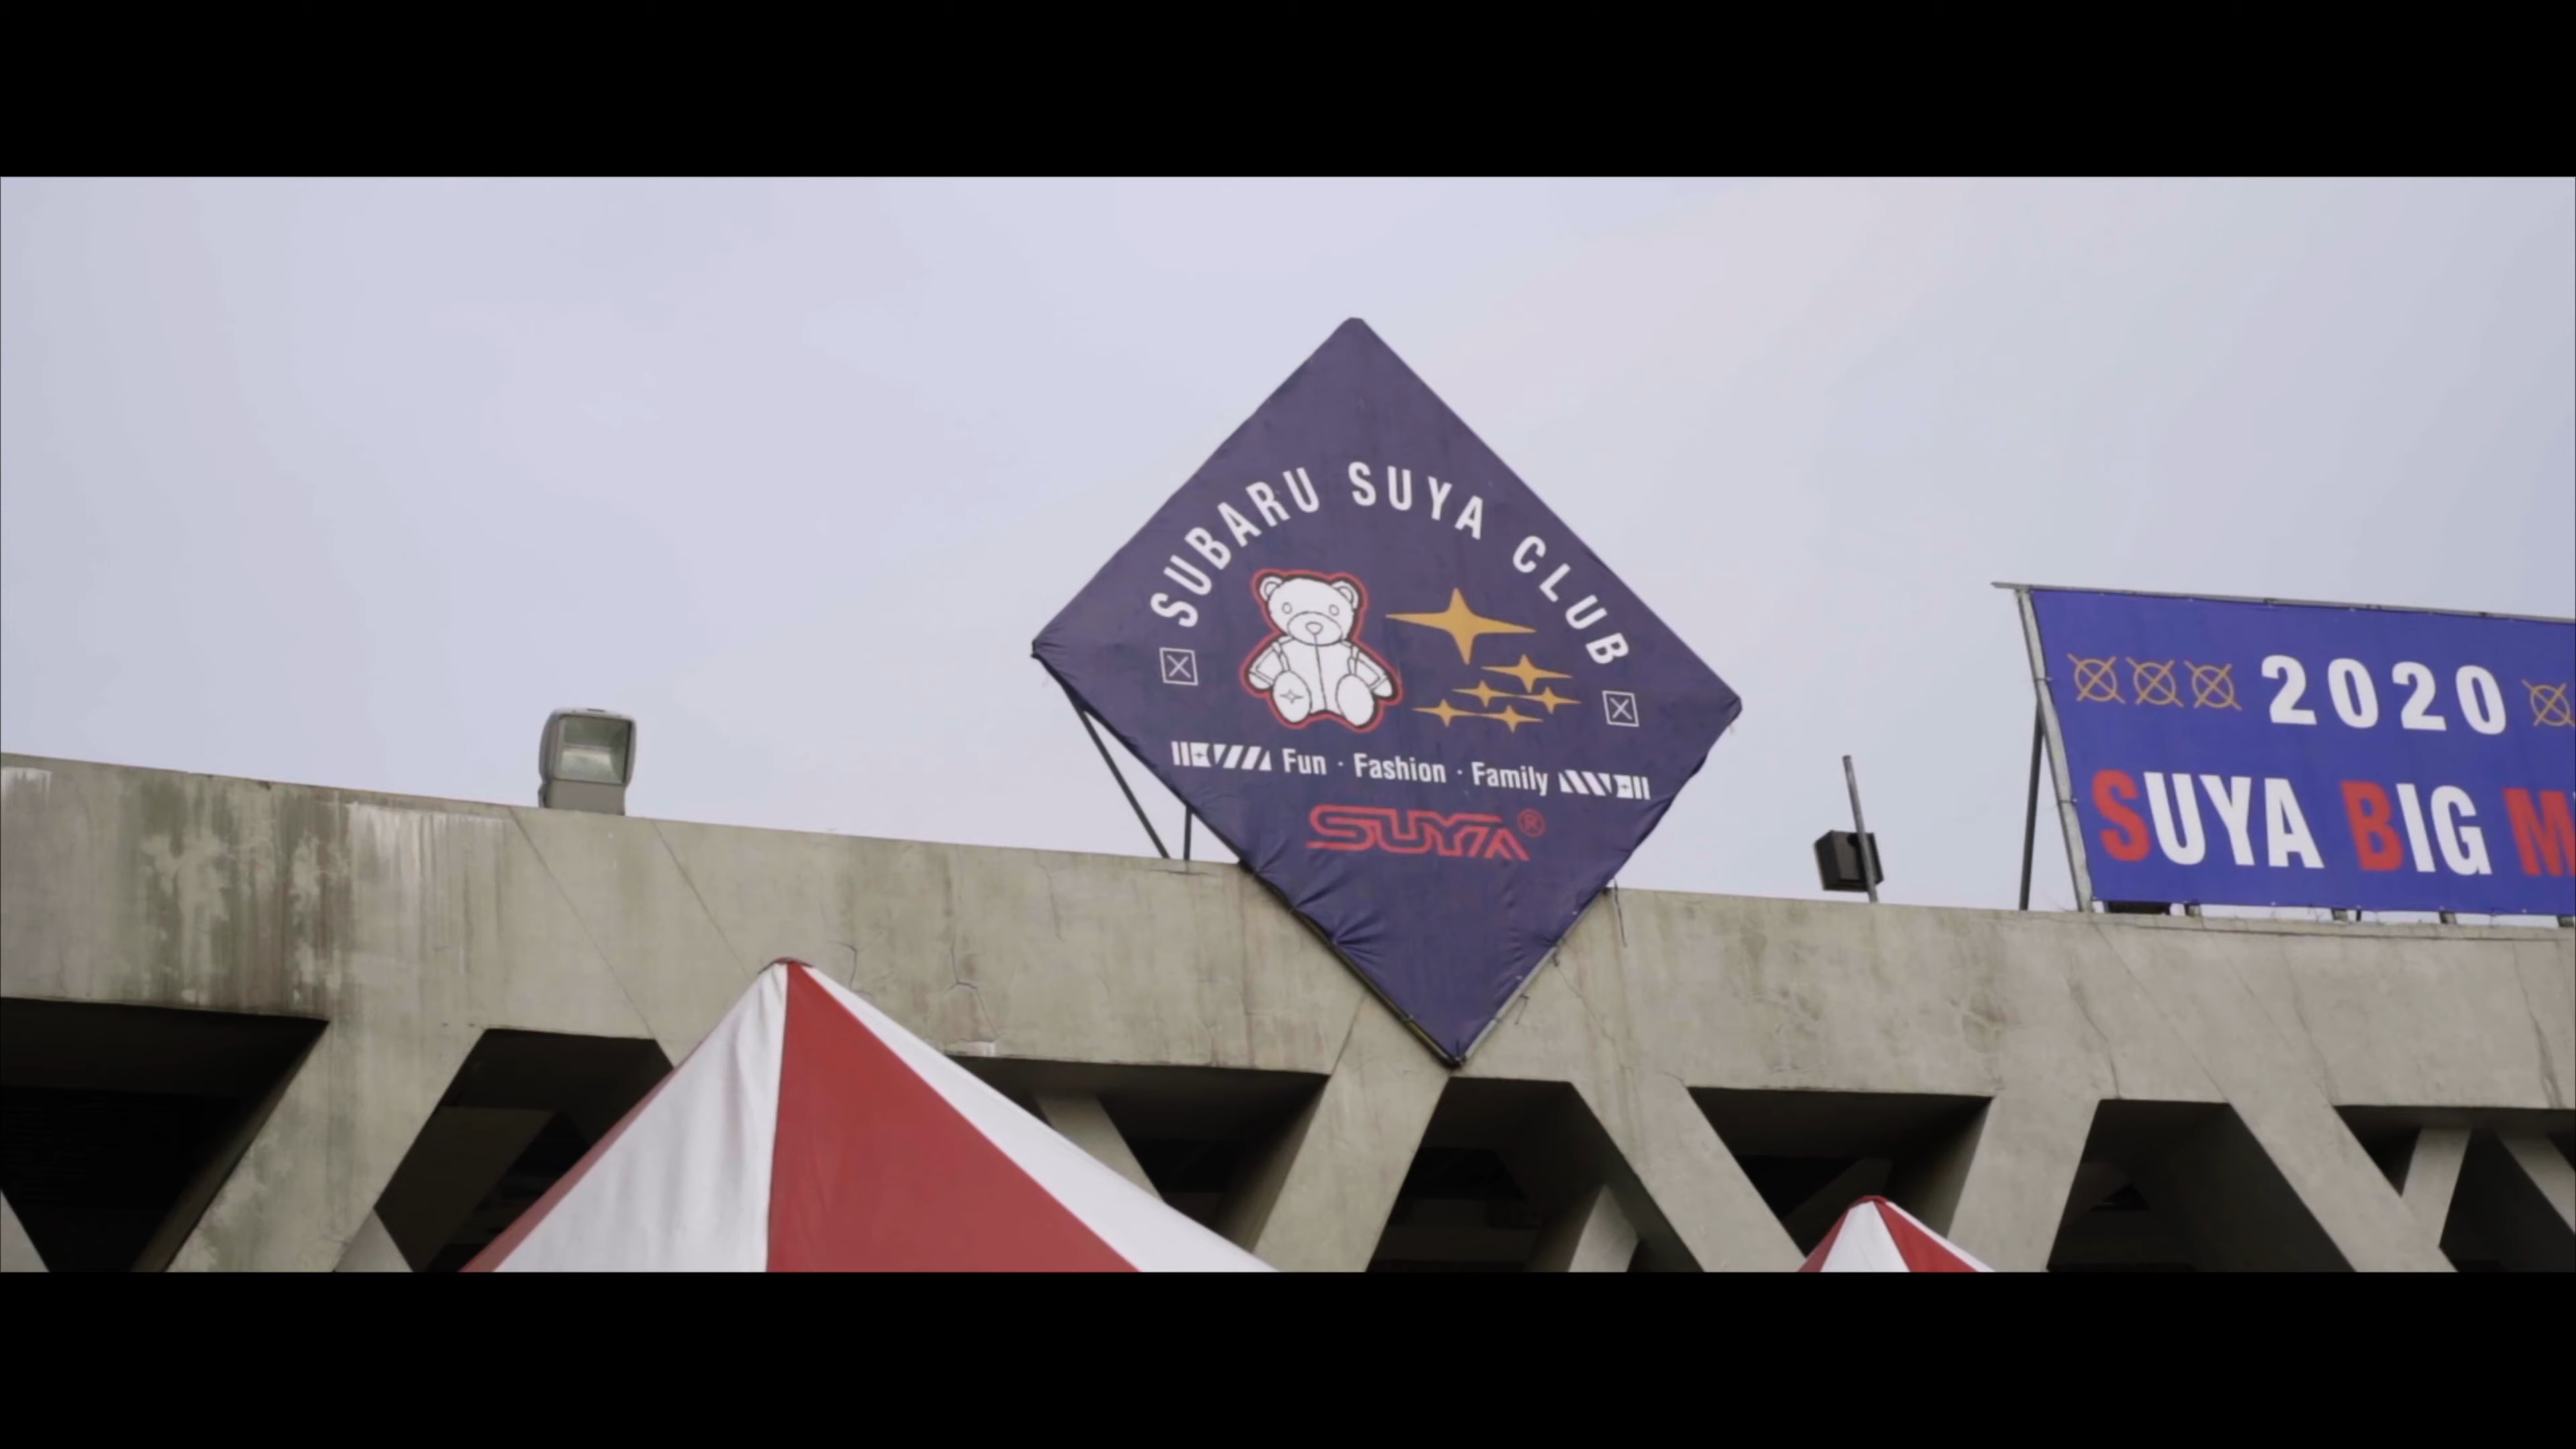 SUBARU SUYA CLUB
Fun · Fashion · Family
SUYA®
2020
SUYA BIG